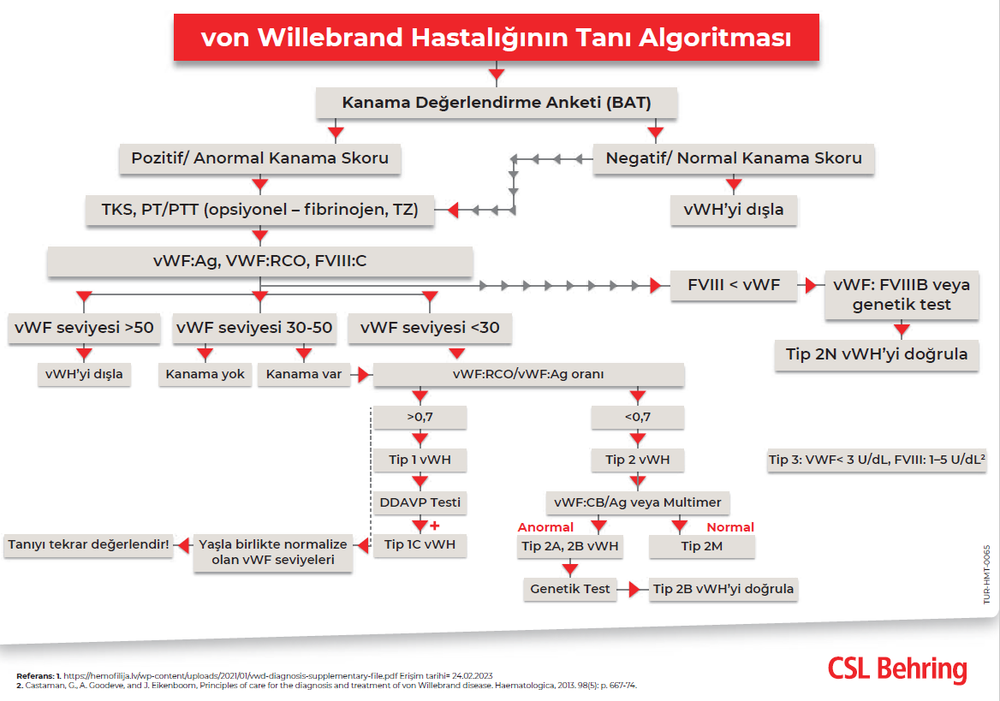 von Willebrand Hastalığının Tanı Algoritması
Kanama Değerlendirme Anketi (BAT)
Pozitif/ Anormal Kanama Skoru
Negatif/ Normal Kanama Skoru
TKS, PT/PTT (opsiyonel – fibrinojen, TZ)
vWH'yi dışla
vWF:Ag, VWF:RCO, FVIII:C
FVIII < vWF
vWF: FVIIIB veya
genetik test
Tip 2N vWH'yi doğrula
vWF seviyesi >50
vWF seviyesi 30-50
vWF seviyesi <30
vWH'yi dışla
Kanama yok
Kanama var
vWF:RCO/vWF:Ag oranı
>0,7
<0,7
Tip 1 vWH
Tip 2 vWH
Tip 3: VWF< 3 U/dL, FVIII: 1–5 U/dL²
DDAVP Testi
vWF:CB/Ag veya Multimer
+
Anormal
Normal
Tanıyı tekrar değerlendir!
Yaşla birlikte normalize
olan vWF seviyeleri
Tip 1C vWH
Tip 2A, 2B vWH
Tip 2M
Genetik Test
Tip 2B vWH'yi doğrula
TUR-HMT-0065
CSL Behring
Referans: 1. https://hemofilija.lv/wp-content/uploads/2021/01/vwd-diagnosis-supplementary-file.pdf Erişim tarihi= 24.02.2023
2. Castaman, G., A. Goodeve, and J. Eikenboom, Principles of care for the diagnosis and treatment of von Willebrand disease. Haematologica, 2013. 98(5): p. 667-74.